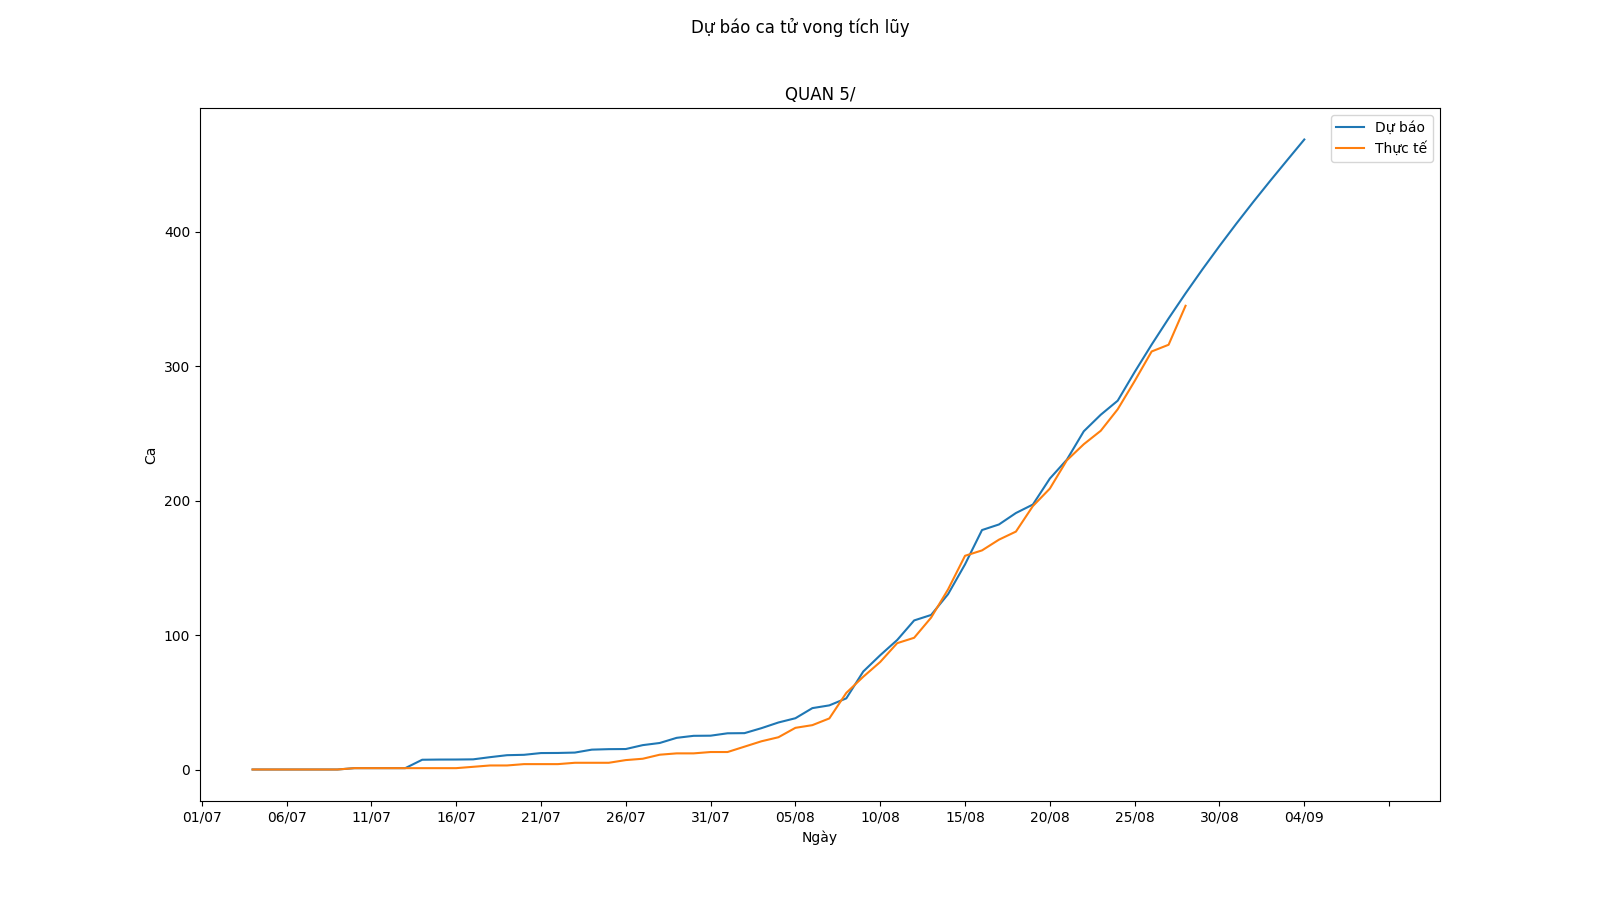 Dự báo ca tử vong tích lũy
QUAN 5/
Dự báo
Thực tế
400
300
200
100
0
Ca
01/07 06/07 11/07 16/07 21/07 26/07 31/07 05/08 10/08 15/08 20/08 25/08 30/08 04/09
Ngày